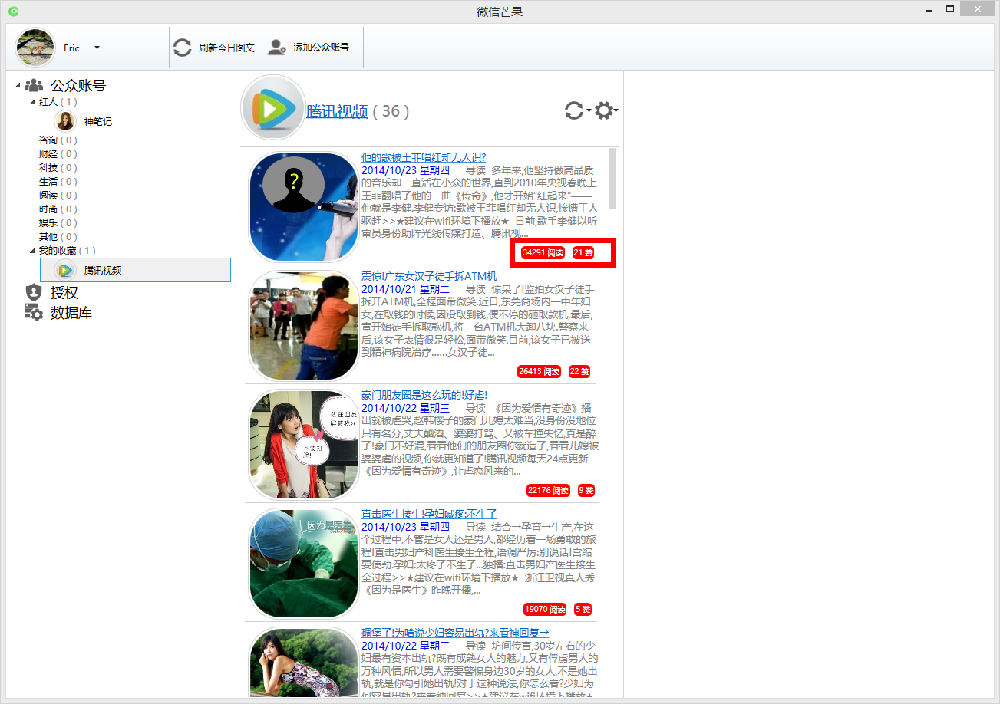 微信芒果
Eric
刷新今日图文
添加公众账号
公众账号
红人 ( 1 )
神笔记
咨询 ( 0 )
财经 ( 0 )
科技 ( 0 )
生活 ( 0 )
阅读 ( 0 )
时尚 ( 0 )
娱乐 ( 0 )
其他 ( 0 )
我的收藏 ( 1 )
腾讯视频
授权
数据库
腾讯视频 ( 36 )
他的歌被王菲唱红却无人识?
2014/10/23 星期四 导读 多年来,他坚持做高品质
的音乐却一直活在小众的世界,直到2010年央视春晚上
王菲翻唱了他的一曲《传奇》,他才开始“红起来”——
他就是李健.李健专访:歌被王菲唱红却无人识,惨遭工人
驱赶>>★建议在wifi环境下播放★ 日前,歌手李健以听
审员身份助阵光线传媒打造、腾讯视...
34291 阅读 21 赞
震惊!广东女汉子徒手拆ATM机
2014/10/21 星期二 导读 惊呆了!监拍女汉子徒手
拆开ATM机,全程面带微笑.近日,东莞商场内一中年妇
女,在取钱的时候,因没取到钱,便不停的砸取款机,最后,
竟开始徒手拆取款机,将一台ATM机大卸八块.警察来
后,该女子表情很是轻松,面带微笑.目前,该女子已被送
到精神病院治疗......女汉子徒...
26413 阅读 22 赞
豪门朋友圈是这么玩的!好虐!
2014/10/22 星期三 导读 《因为爱情有奇迹》播
出就被虐哭,赵韩樱子的豪门儿媳太难当,没身份没地位
只有名分,丈夫酗酒、婆婆打骂、又被车撞失忆,真是醉
了!豪门不好混,看看他们的朋友圈你就造了,看看儿媳被
婆婆虐的视频,你就更知道了!腾讯视频每天24点更新
《因为爱情有奇迹》,让虐恋风来的...
不要打
脸!
22176 阅读 9 赞
直击医生接生!孕妇喊疼:不生了
2014/10/23 星期四 导读 结合→孕育→生产,在这
个过程中,不管是女人还是男人,都经历着一场勇敢的旅
程!直击男妇产科医生接生全程,语调严厉:别说话!宫缩
要使劲.孕妇:太疼了不生了...独播:直击男妇产医生接生
全过程>>★建议在wifi环境下播放★ 浙江卫视真人秀
《因为是医生》昨晚开播,...
因为是医生
19070 阅读 5 赞
碉堡了!为啥说少妇容易出轨?来看神回复→
2014/10/22 星期三 导读 坊间传言,30岁左右的少
妇最有资本出轨?既有成熟女人的魅力,又有俘虏男人的
万种风情,所以男人需要警惕身边30岁的女人,不是她出
轨,就是你勾引她出轨!对于这种说法,你怎么看?少妇为
何容易出轨?来看神回复>>★建议在wifi环境下播放★